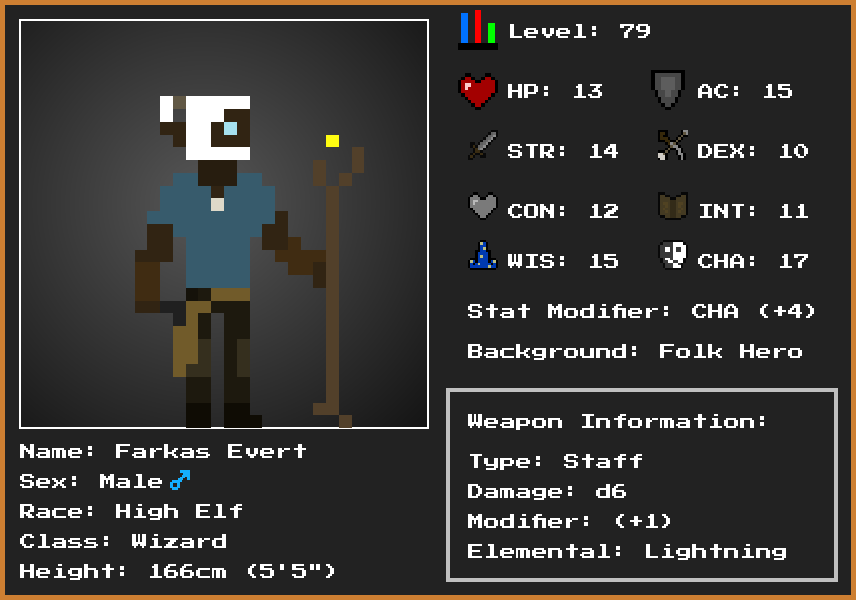 Level: 79
HP: 13 AC: 15
STR: 14 DEX: 10
CON: 12 INT: 11
WIS: 15 CHA: 17
Stat Modifier: CHA (+4)
Background: Folk Hero
Weapon Information:
Type: Staff
Damage: d6
Modifier: (+1)
Elemental: Lightning
Name: Farkas Evert
Sex: Male♂
Race: High Elf
Class: Wizard
Height: 166cm (5'5")